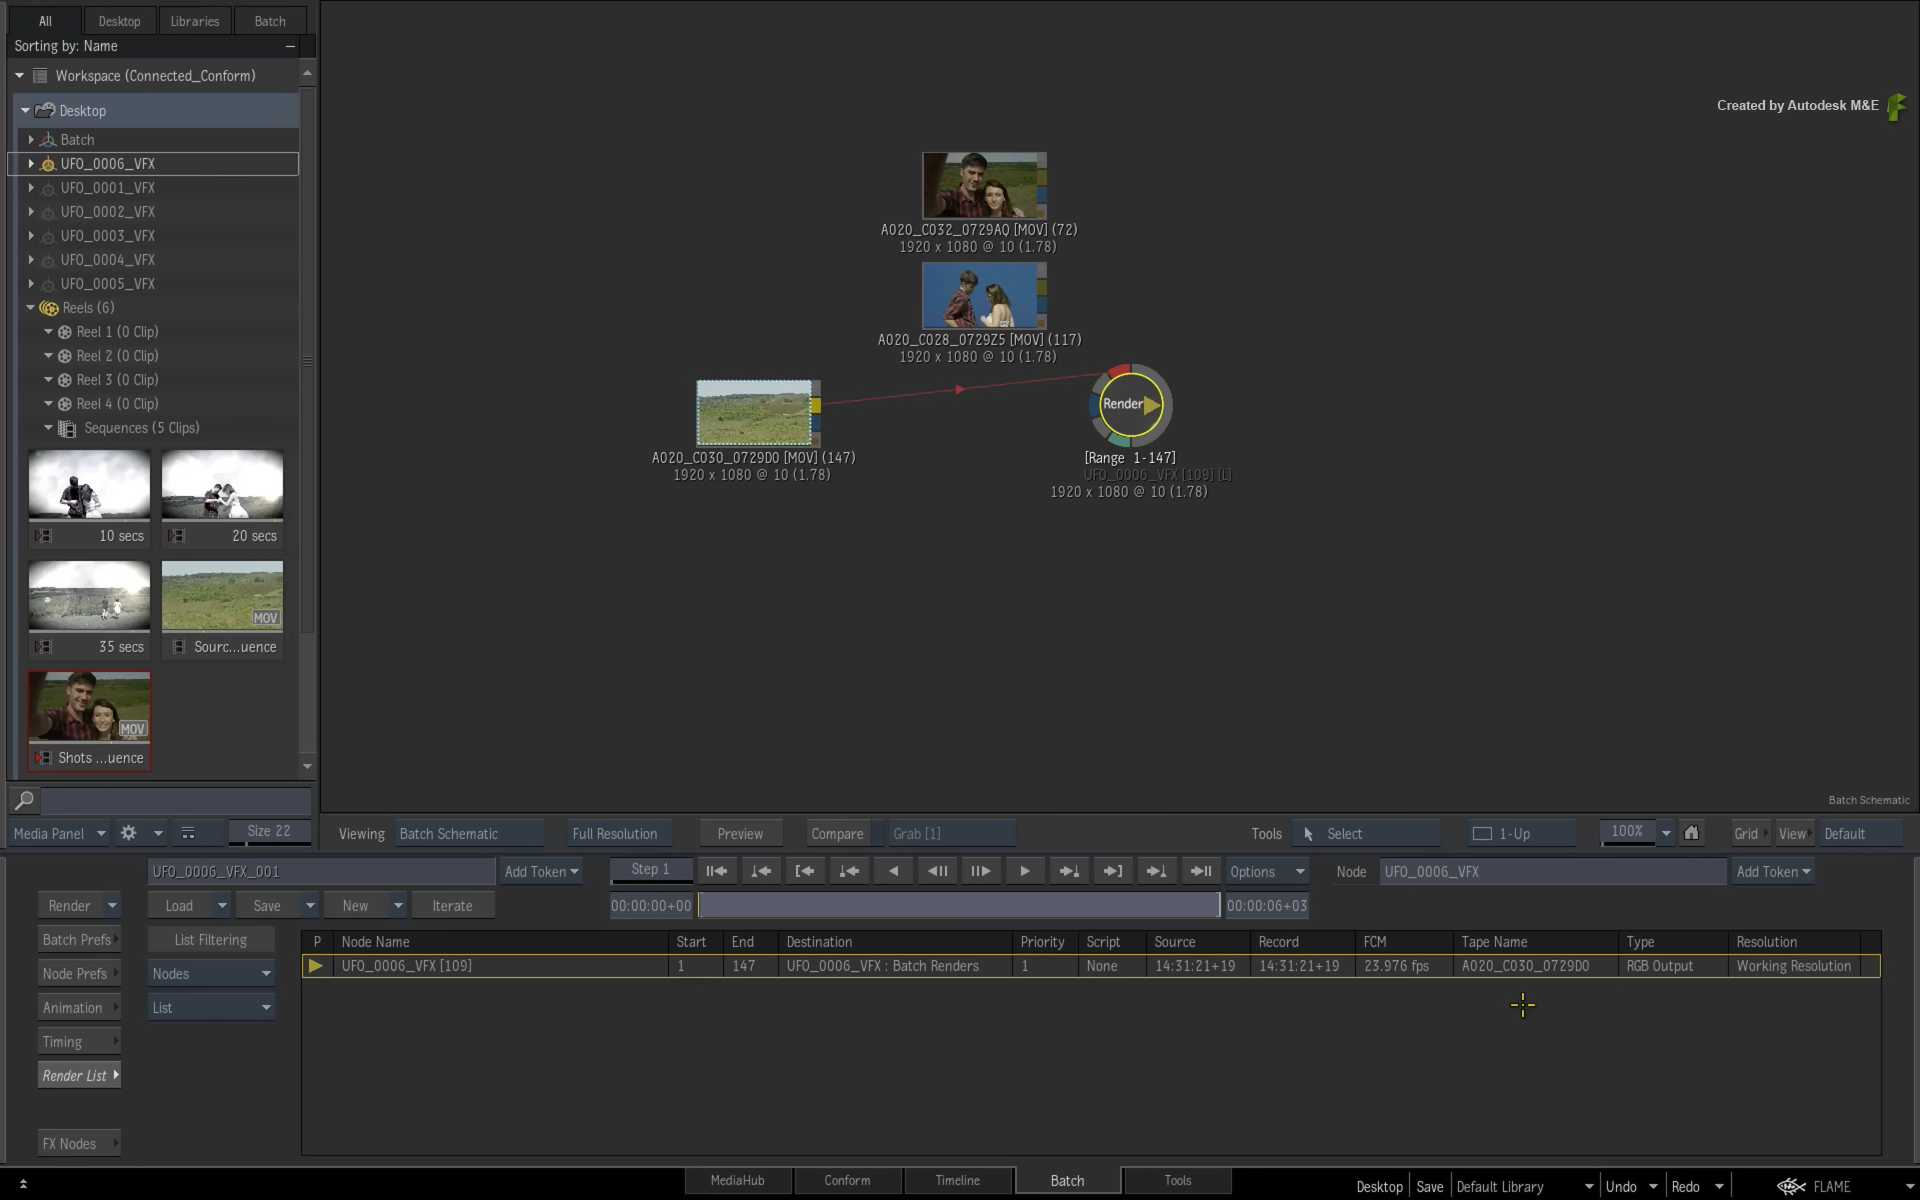 All Desktop Libraries Batch
Sorting by: Name
Workspace (Connected_Conform)
Desktop
Batch
UFO_0006_VFX
UFO_0001_VFX
UFO_0002_VFX
UFO_0003_VFX
UFO_0004_VFX
UFO_0005_VFX
Reels (6)
Reel 1 (0 Clip)
Reel 2 (0 Clip)
Reel 3 (0 Clip)
Reel 4 (0 Clip)
Sequences (5 Clips)
10 secs 20 secs
MOV
35 secs Sourc...uence
MOV
Shots ...uence
Created by Autodesk M&E
A020_C032_0729AQ [MOV] (72)
1920 x 1080 @ 10 (1.78)
A020_C028_0729Z5 [MOV] (117)
1920 x 1080 @ 10 (1.78)
Render
A020_C030_0729D0 [MOV] (147)
1920 x 1080 @ 10 (1.78)
[Range 1-147]
UFO_0006_VFX [109] [L]
1920 x 1080 @ 10 (1.78)
Batch Schematic
Media Panel Size 22 Viewing Batch Schematic Full Resolution Preview Compare Grab [1] Tools Select 1-Up 100% Grid View Default
UFO_0006_VFX_001 Add Token Step 1 Options Node UFO_0006_VFX Add Token
Render Load Save New Iterate 00:00:00+00 00:00:06+03
Batch Prefs List Filtering
Node Prefs Nodes
Animation List
Timing
Render List
FX Nodes
P Node Name Start End Destination Priority Script Source Record FCM Tape Name Type Resolution
UFO_0006_VFX [109] 1 147 UFO_0006_VFX : Batch Renders 1 None 14:31:21+19 14:31:21+19 23.976 fps A020_C030_0729D0 RGB Output Working Resolution
MediaHub Conform Timeline Batch Tools
Desktop Save Default Library Undo Redo FLAME